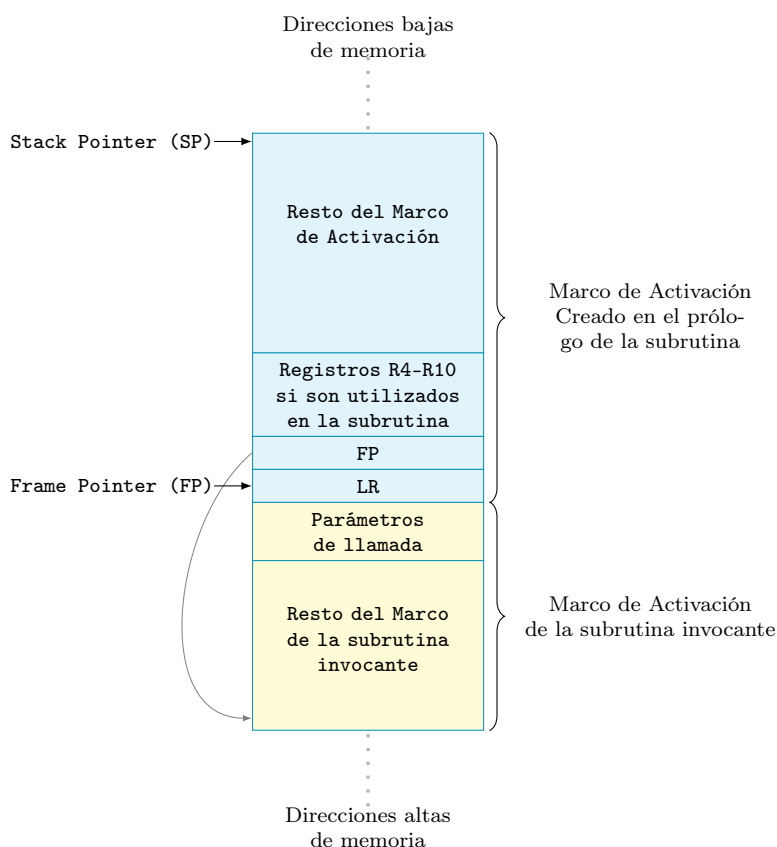 Direcciones bajas
de memoria
Stack Pointer (SP)
Resto del Marco
de Activación
Marco de Activación
Creado en el prólo-
go de la subrutina
Registros R4-R10
si son utilizados
en la subrutina
FP
Frame Pointer (FP)
LR
Parámetros
de llamada
Resto del Marco
de la subrutina
invocante
Marco de Activación
de la subrutina invocante
Direcciones altas
de memoria